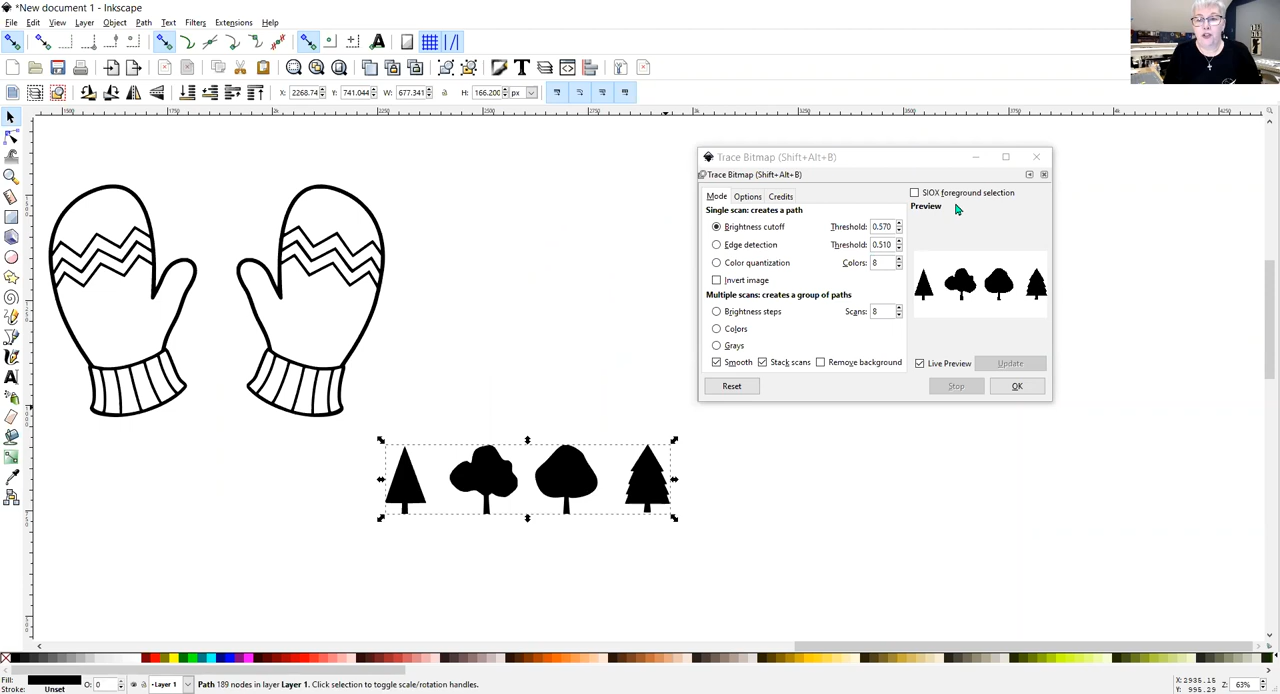 *New document 1 - Inkscape
File Edit View Layer Object Path Text Filters Extensions Help
X: 2268.74 Y: 741.044 W: 677.341 H: 166.200 px
Trace Bitmap (Shift+Alt+B)
Trace Bitmap (Shift+Alt+B)
Mode Options Credits
SIOX foreground selection
Preview
Single scan: creates a path
Brightness cutoff Threshold: 0.570
Edge detection Threshold: 0.510
Color quantization Colors: 8
Invert image
Multiple scans: creates a group of paths
Brightness steps Scans: 8
Colors
Grays
Smooth Stack scans Remove background
Live Preview Update
Reset Stop OK
Fill:
Stroke: Unset
O: 0
Layer 1
Path 189 nodes in layer Layer 1. Click selection to toggle scale/rotation handles.
X: 2935.15
Y: 995.29
Z: 63%